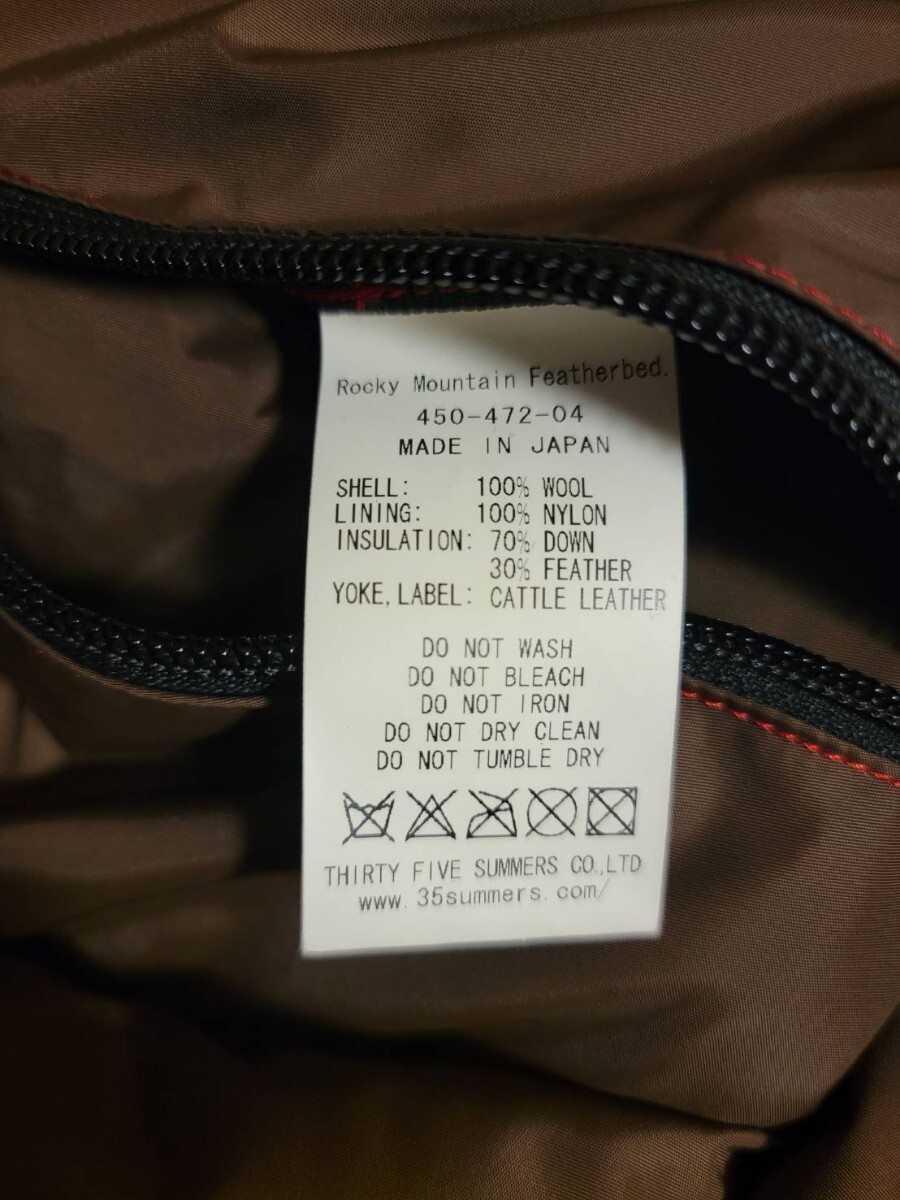 Rocky Mountain Featherbed.
450-472-04
MADE IN JAPAN
SHELL: 100% WOOL
LINING: 100% NYLON
INSULATION: 70% DOWN
30% FEATHER
YOKE, LABEL: CATTLE LEATHER
DO NOT WASH
DO NOT BLEACH
DO NOT IRON
DO NOT DRY CLEAN
DO NOT TUMBLE DRY
THIRTY FIVE SUMMERS CO.,LTD
www.35summers.com/